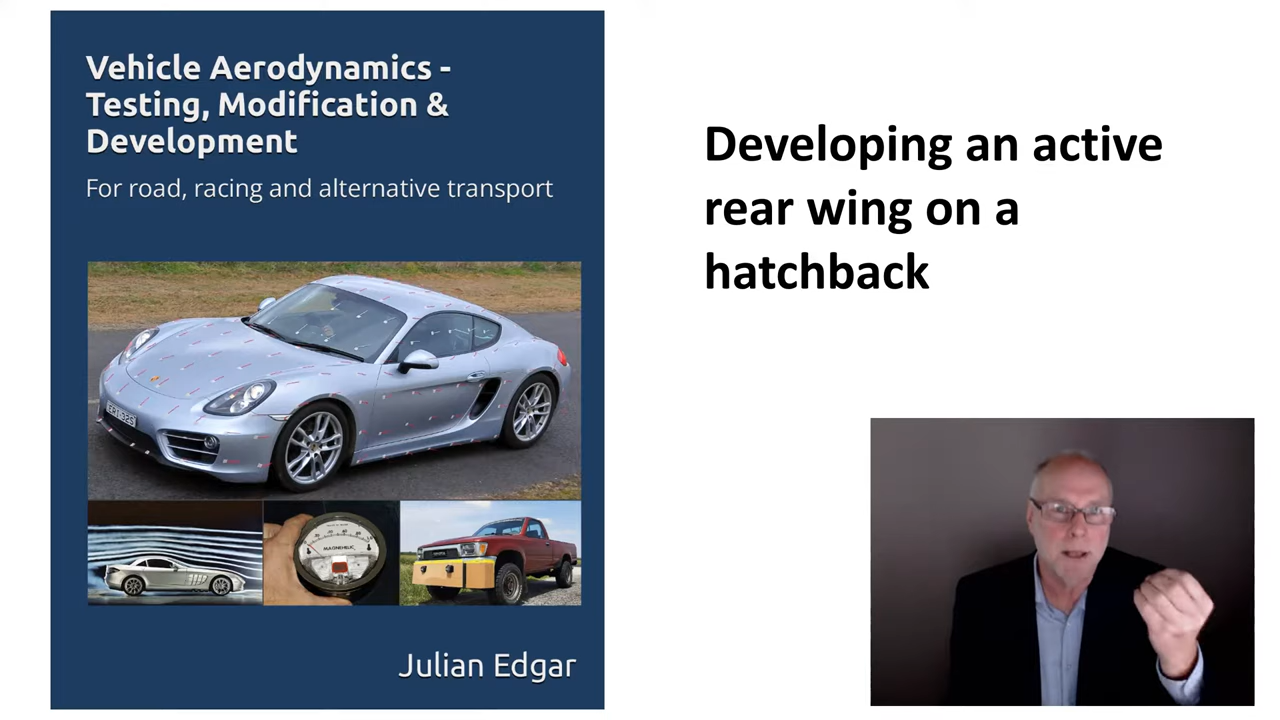 Vehicle Aerodynamics -
Testing, Modification &
Development
For road, racing and alternative transport
MAGNEHELIC
Julian Edgar
Developing an active
rear wing on a
hatchback